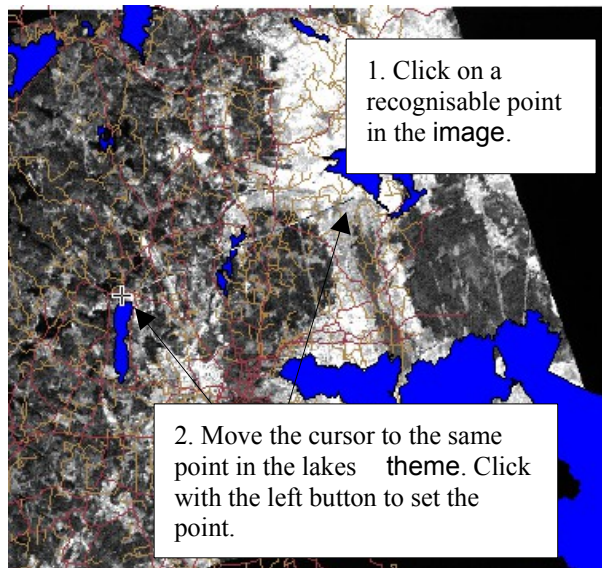 1. Click on a
recognisable point
in the image.
2. Move the cursor to the same
point in the lakes theme. Click
with the left button to set the
point.